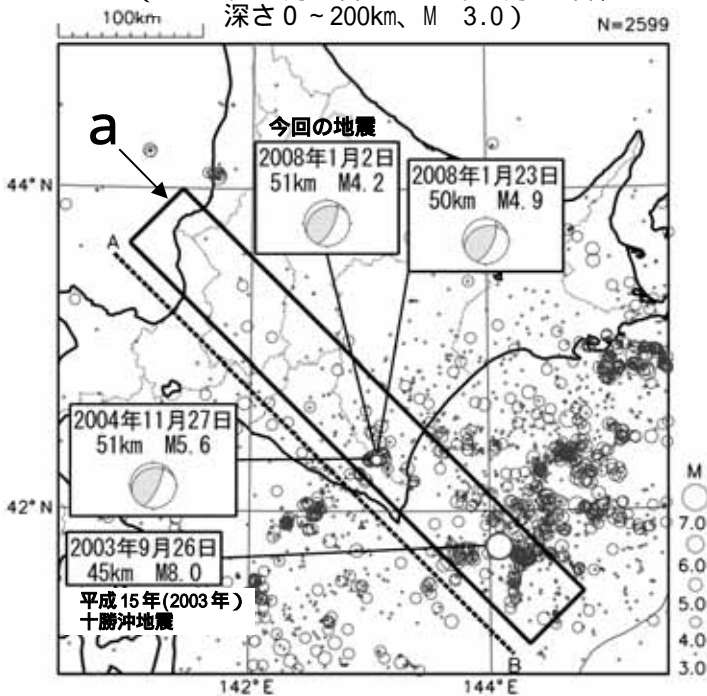 深さ0~200km、M 3.0)
100km
N=2599
a
今回の地震
2008年1月2日
51km M4.2
2008年1月23日
50km M4.9
44°N
A
2004年11月27日
51km M5.6
42°N
2003年9月26日
45km M8.0
平成15年(2003年)
十勝沖地震
B
142°E
144°E
M
7.0
6.0
5.0
4.0
3.0